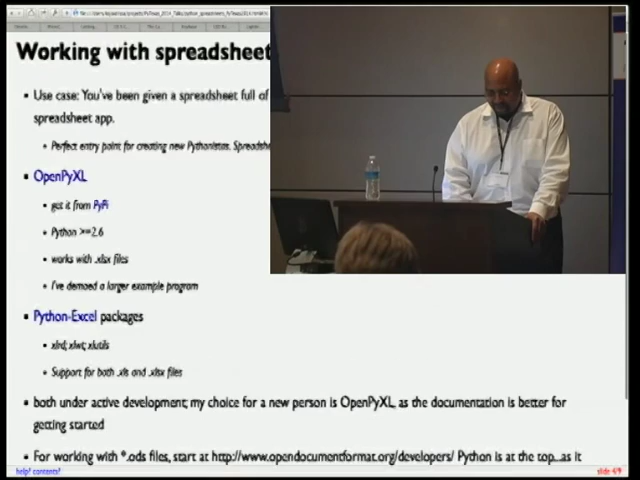 Working with spreadsheet
Use case: You've been given a spreadsheet full of
spreadsheet app.
Perfect entry point for creating new Pythonistas. Spreadshe
OpenPyXL
get it from PyPi
Python >=2.6
works with .xlsx files
I've demoed a larger example program
Python-Excel packages
xlrd; xlwt; xlutils
Support for both .xls and .xlsx files
both under active development; my choice for a new person is OpenPyXL, as the documentation is better for
getting started
For working with *.ods files, start at http://www.opendocumentformat.org/developers/ Python is at the top...as it
help? contents?
slide 4/9